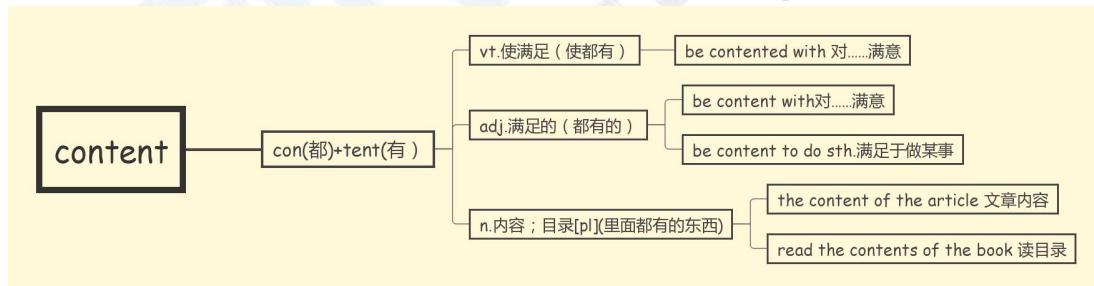 content
con(都)+tent(有）
vt.使满足（使都有）
be contented with 对……满意
adj.满足的（都有的）
be content with对……满意
be content to do sth.满足于做某事
n.内容；目录[pl](里面都有的东西)
the content of the article 文章内容
read the contents of the book 读目录